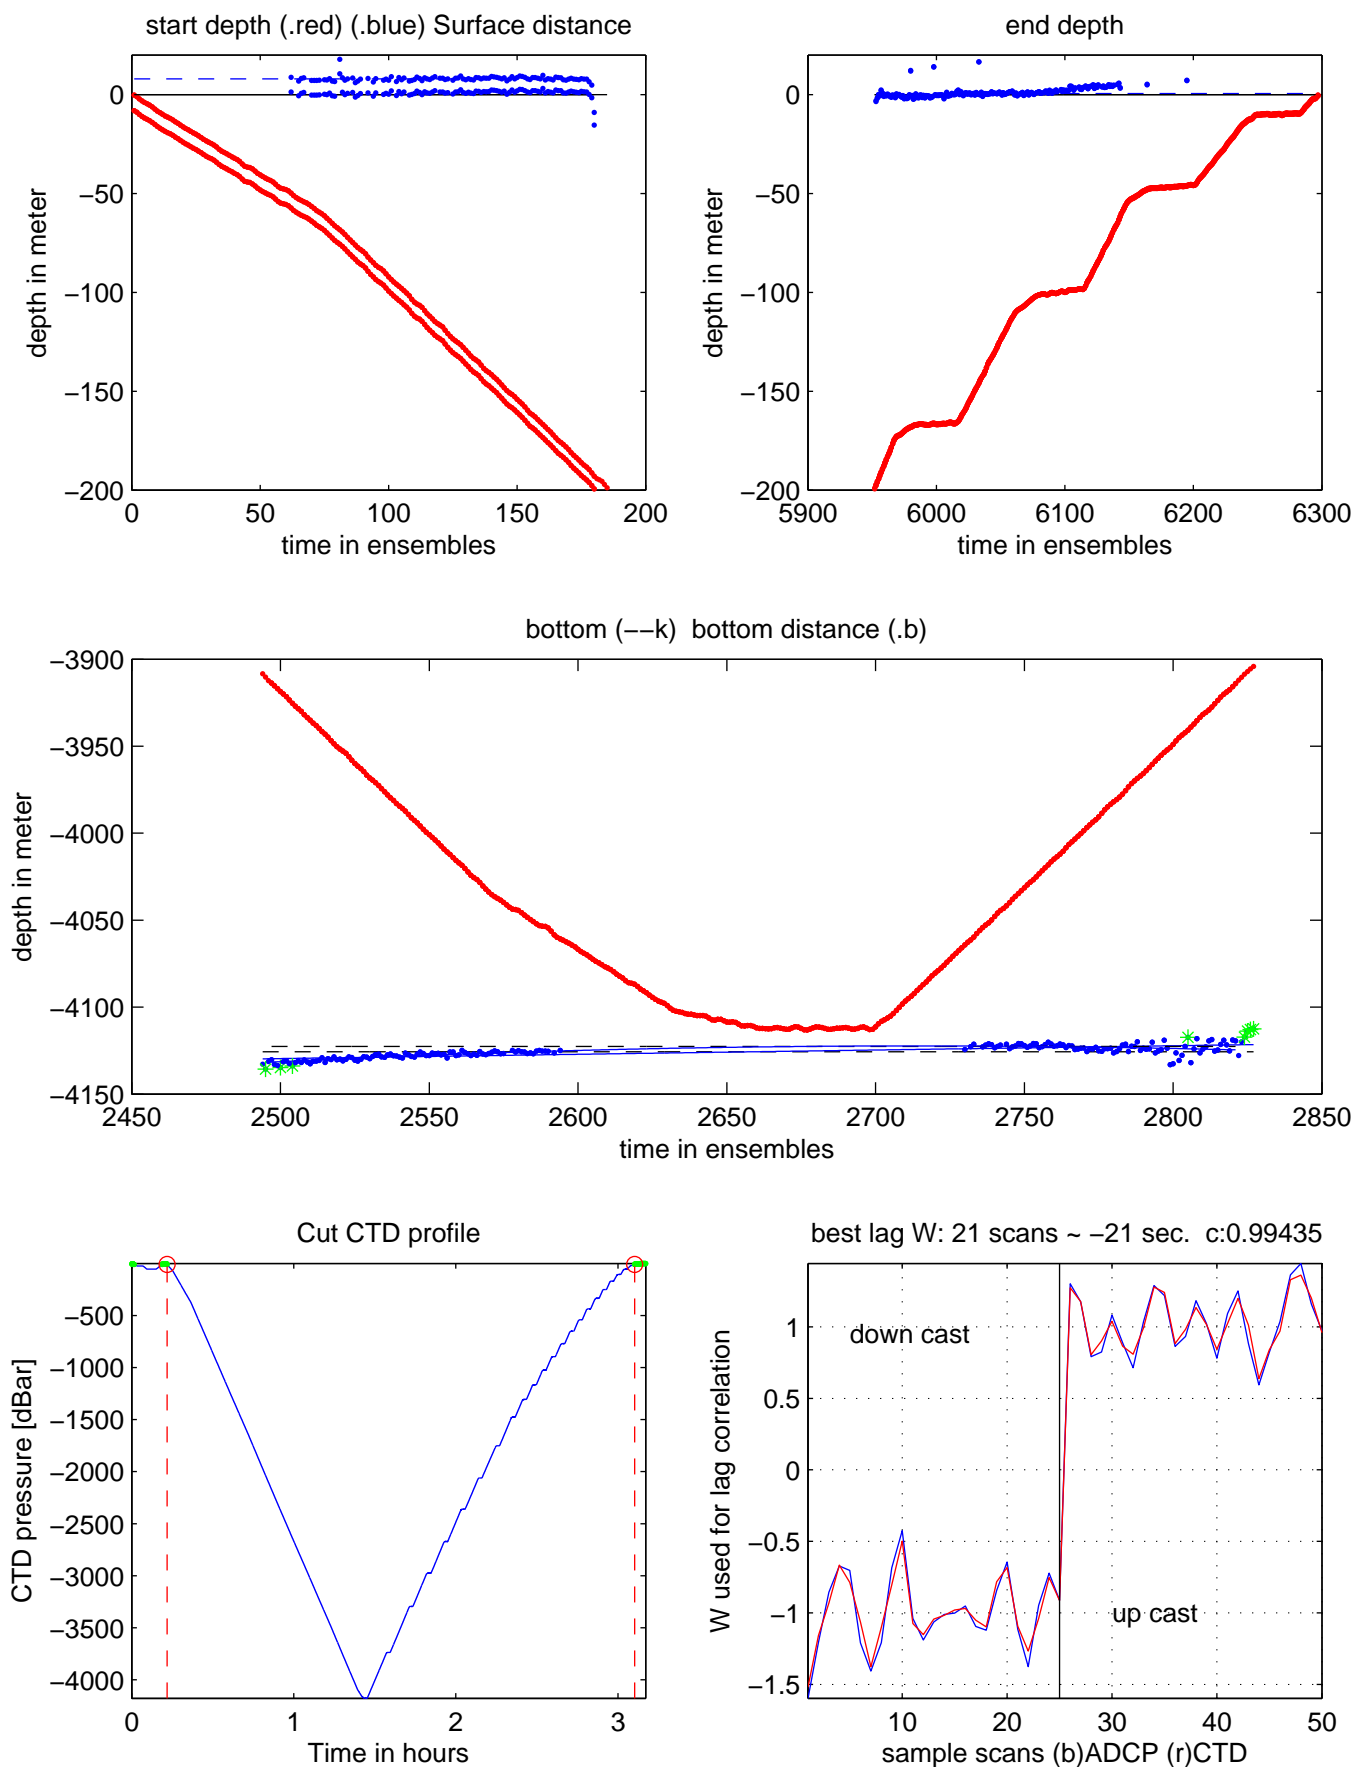 start depth (.red) (.blue) Surface distance
0
−50
−100
−150
−200
0 50 100 150 200
depth in meter
time in ensembles
end depth
0
−50
−100
−150
−200
5900 6000 6100 6200 6300
depth in meter
time in ensembles
bottom (−−k)  bottom distance (.b)
−3900
−3950
−4000
−4050
−4100
−4150
2450 2500 2550 2600 2650 2700 2750 2800 2850
depth in meter
time in ensembles
Cut CTD profile
−500
−1000
−1500
−2000
−2500
−3000
−3500
−4000
0 1 2 3
CTD pressure [dBar]
Time in hours
best lag W: 21 scans ~ −21 sec.  c:0.99435
1
0.5
0
−0.5
−1
−1.5
10 20 30 40 50
down cast
up cast
W used for lag correlation
sample scans (b)ADCP (r)CTD